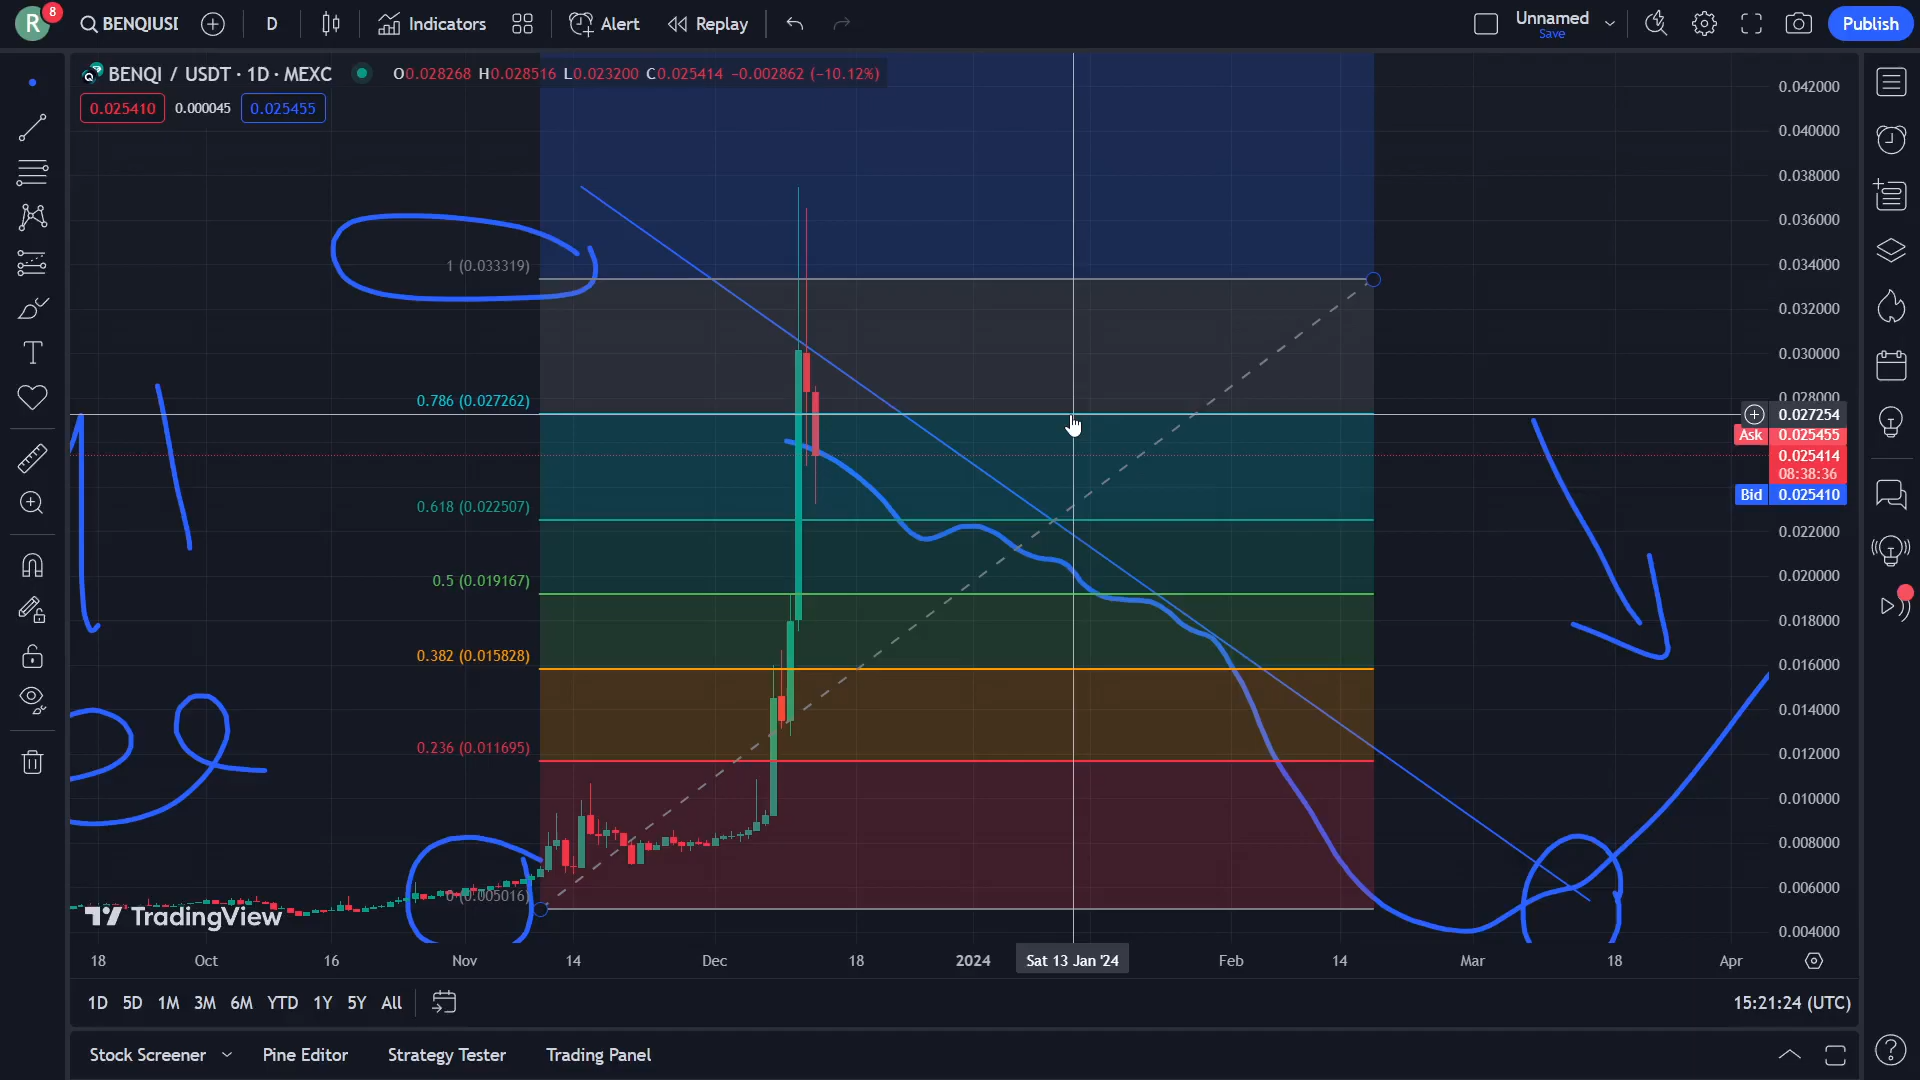 R 8 BENQIUSI D Indicators Alert Replay Unnamed Save Publish
BENQI / USDT · 1D · MEXC O0.028268 H0.028516 L0.023200 C0.025414 −0.002862 (−10.12%)
0.025410 0.000045 0.025455
0.042000
0.040000
0.038000
0.036000
1 (0.033319) 0.034000
0.032000
0.030000
0.786 (0.027262) 0.028000
0.027254
Ask 0.025455
0.025414
08:38:36
Bid 0.025410
0.618 (0.022507)
0.022000
0.5 (0.019167) 0.020000
0.018000
0.382 (0.015828) 0.016000
0.014000
0.236 (0.011695) 0.012000
0.010000
0.008000
0 (0.005016) 0.006000
TradingView
0.004000
18 Oct 16 Nov 14 Dec 18 2024 Sat 13 Jan '24 Feb 14 Mar 18 Apr
1D 5D 1M 3M 6M YTD 1Y 5Y All 15:21:24 (UTC)
Stock Screener Pine Editor Strategy Tester Trading Panel